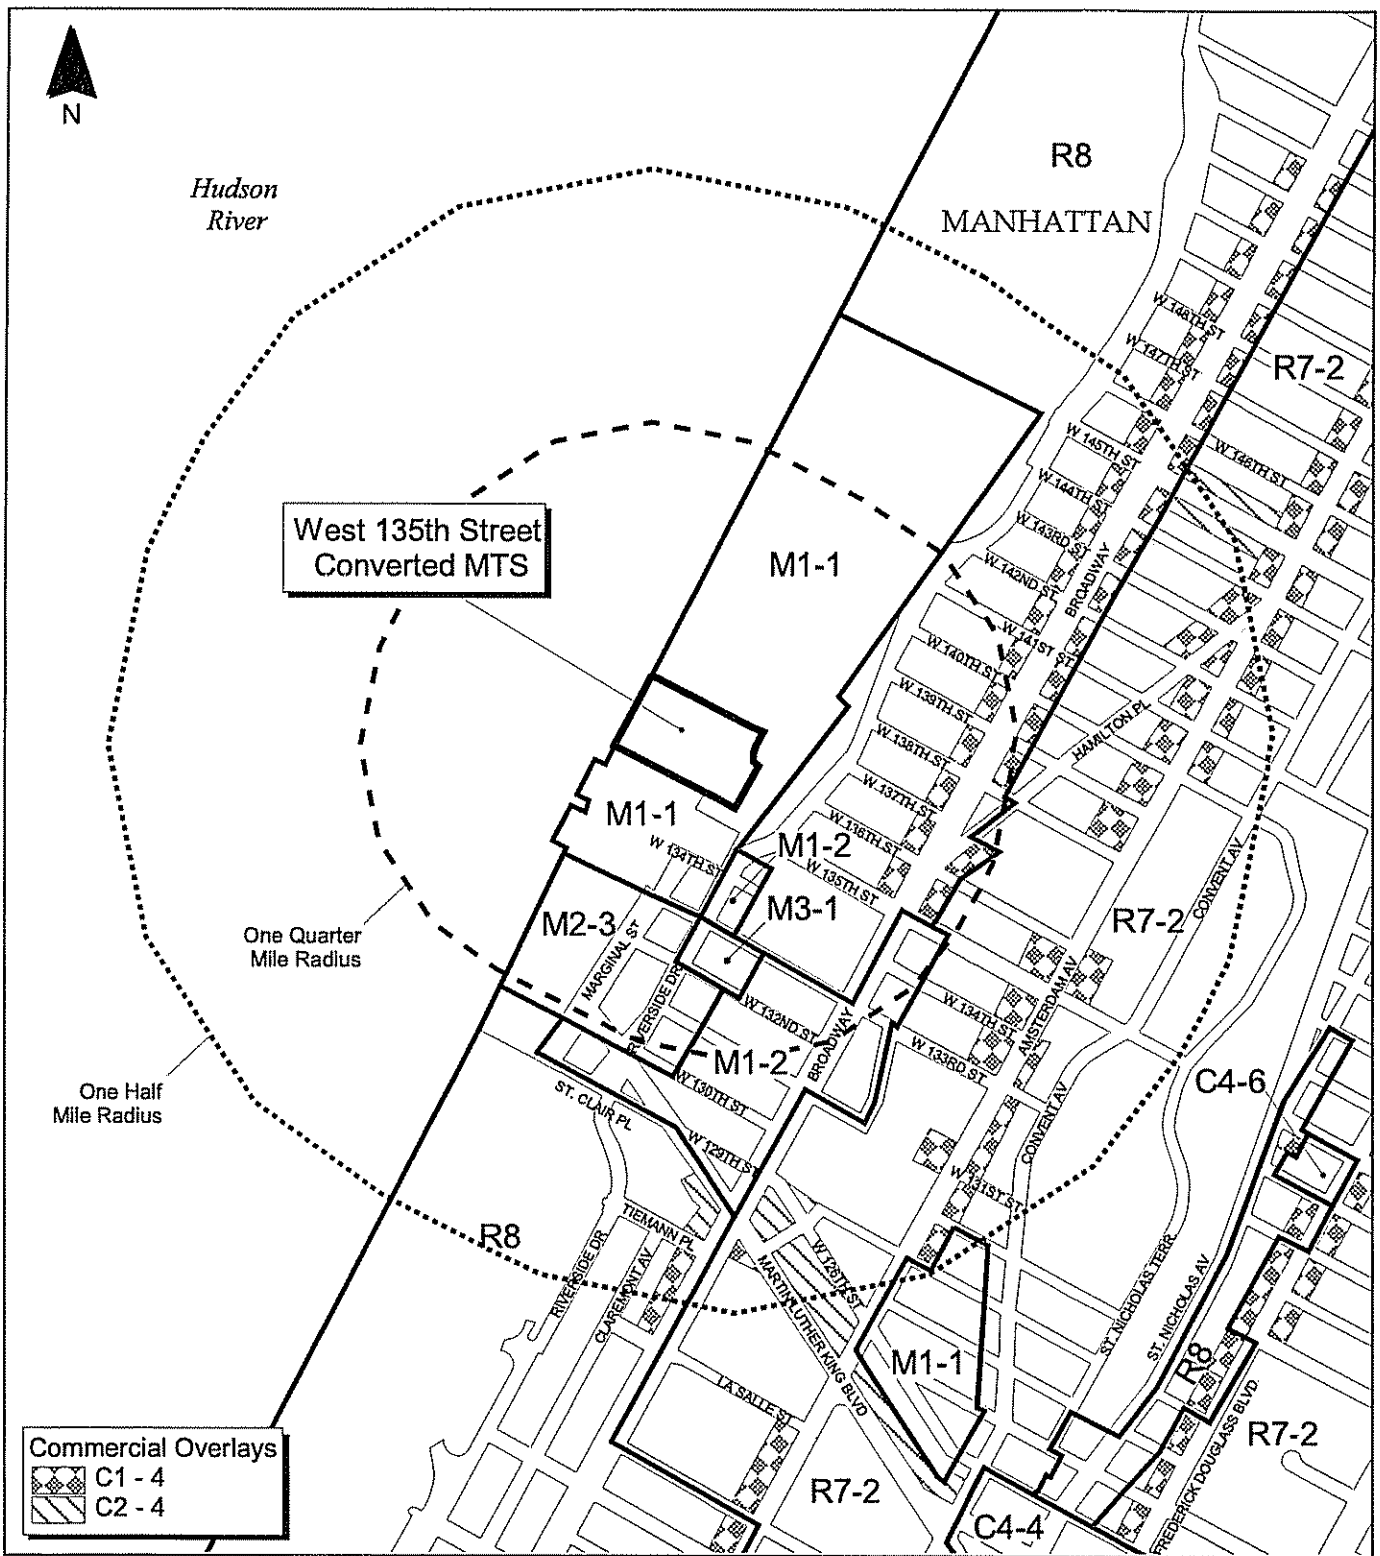 N
Hudson
River
R8
MANHATTAN
W 148TH ST
W 147TH ST
R7-2
W 145TH ST
W 146TH ST
W 144TH ST
W 143RD ST
W 142ND ST
BROADWAY
West 135th Street
Converted MTS
M1-1
W 141ST ST
W 140TH ST
W 139TH ST
HAMILTON PL
W 138TH ST
W 137TH ST
M1-1
W 136TH ST
W 134TH ST
M1-2
W 135TH ST
CONVENT AV
M3-1
R7-2
M2-3
One Quarter
Mile Radius
MARGINAL ST
RIVERSIDE DR
W 132ND ST
BROADWAY
W 134TH ST
AMSTERDAM AV
W 133RD ST
M1-2
C4-6
One Half
Mile Radius
W 130TH ST
ST. CLAIR PL
CONVENT AV
W 129TH ST
W 131ST ST
TIEMANN PL
R8
RIVERSIDE DR
CLAREMONT AV
W 126TH ST
MARTIN LUTHER KING BLVD
ST. NICHOLAS TERR
ST. NICHOLAS AV
M1-1
R8
LA SALLE ST
FREDERICK DOUGLASS BLVD
R7-2
R7-2
C4-4
Commercial Overlays
C1 - 4
C2 - 4